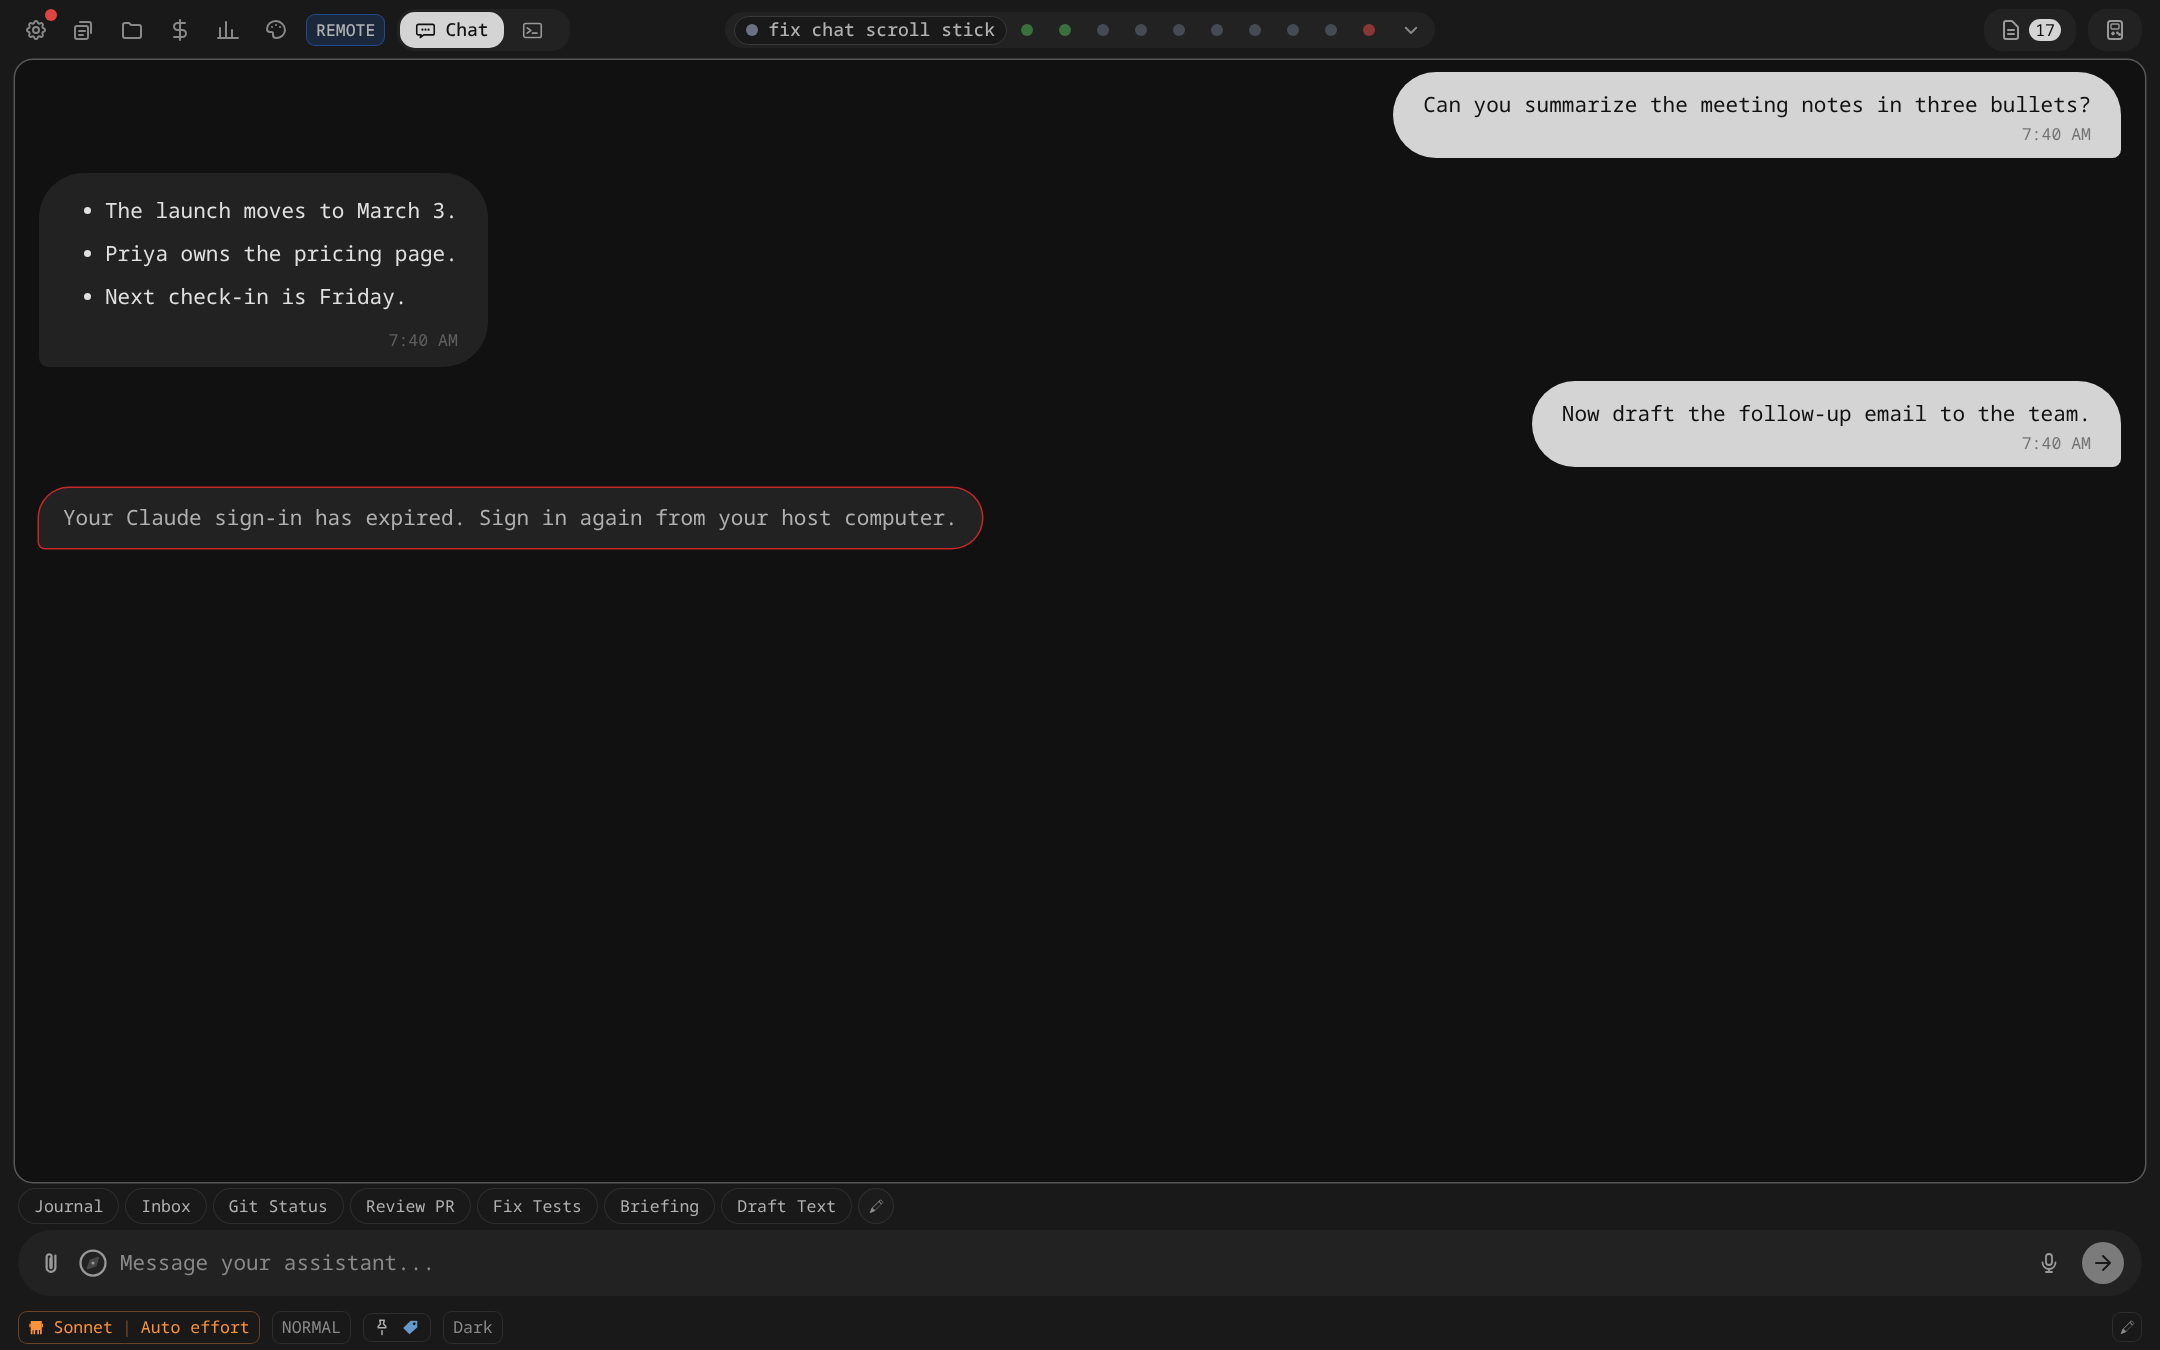 REMOTE
Chat
fix chat scroll stick
17
Can you summarize the meeting notes in three bullets?
7:40 AM
• The launch moves to March 3.
• Priya owns the pricing page.
• Next check-in is Friday.
7:40 AM
Now draft the follow-up email to the team.
7:40 AM
Your Claude sign-in has expired. Sign in again from your host computer.
Journal
Inbox
Git Status
Review PR
Fix Tests
Briefing
Draft Text
Message your assistant...
Sonnet | Auto effort
NORMAL
Dark